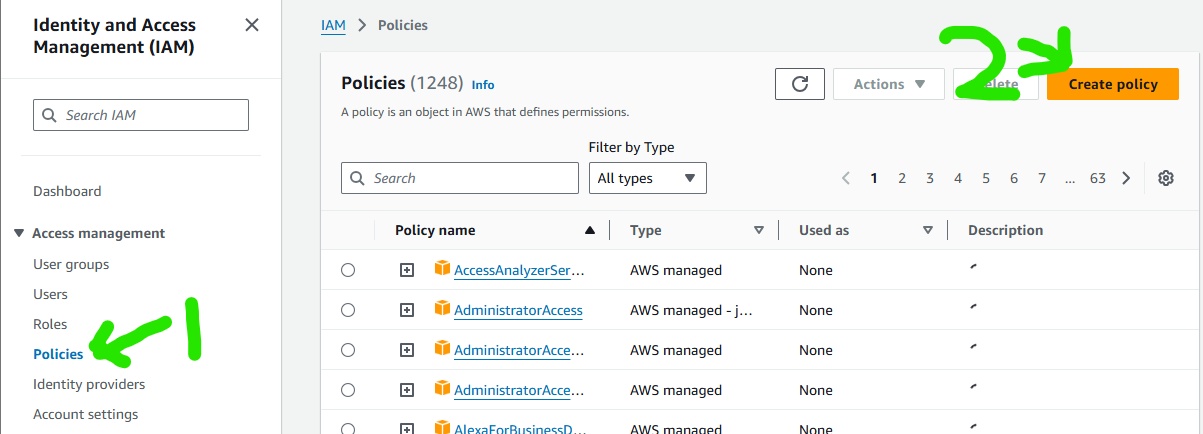 Identity and Access
Management (IAM)
Search IAM
Dashboard
Access management
User groups
Users
Roles
Policies
1
Identity providers
Account settings
IAM > Policies
Policies (1248) Info
A policy is an object in AWS that defines permissions.
Actions
2
Create policy
Filter by Type
Search
All types
1 2 3 4 5 6 7 ... 63
Policy name Type Used as Description
AccessAnalyzerSer... AWS managed None
AdministratorAccess AWS managed - j... None
AdministratorAcce... AWS managed None
AdministratorAcce... AWS managed None
AlexaForBusinessD... AWS managed None